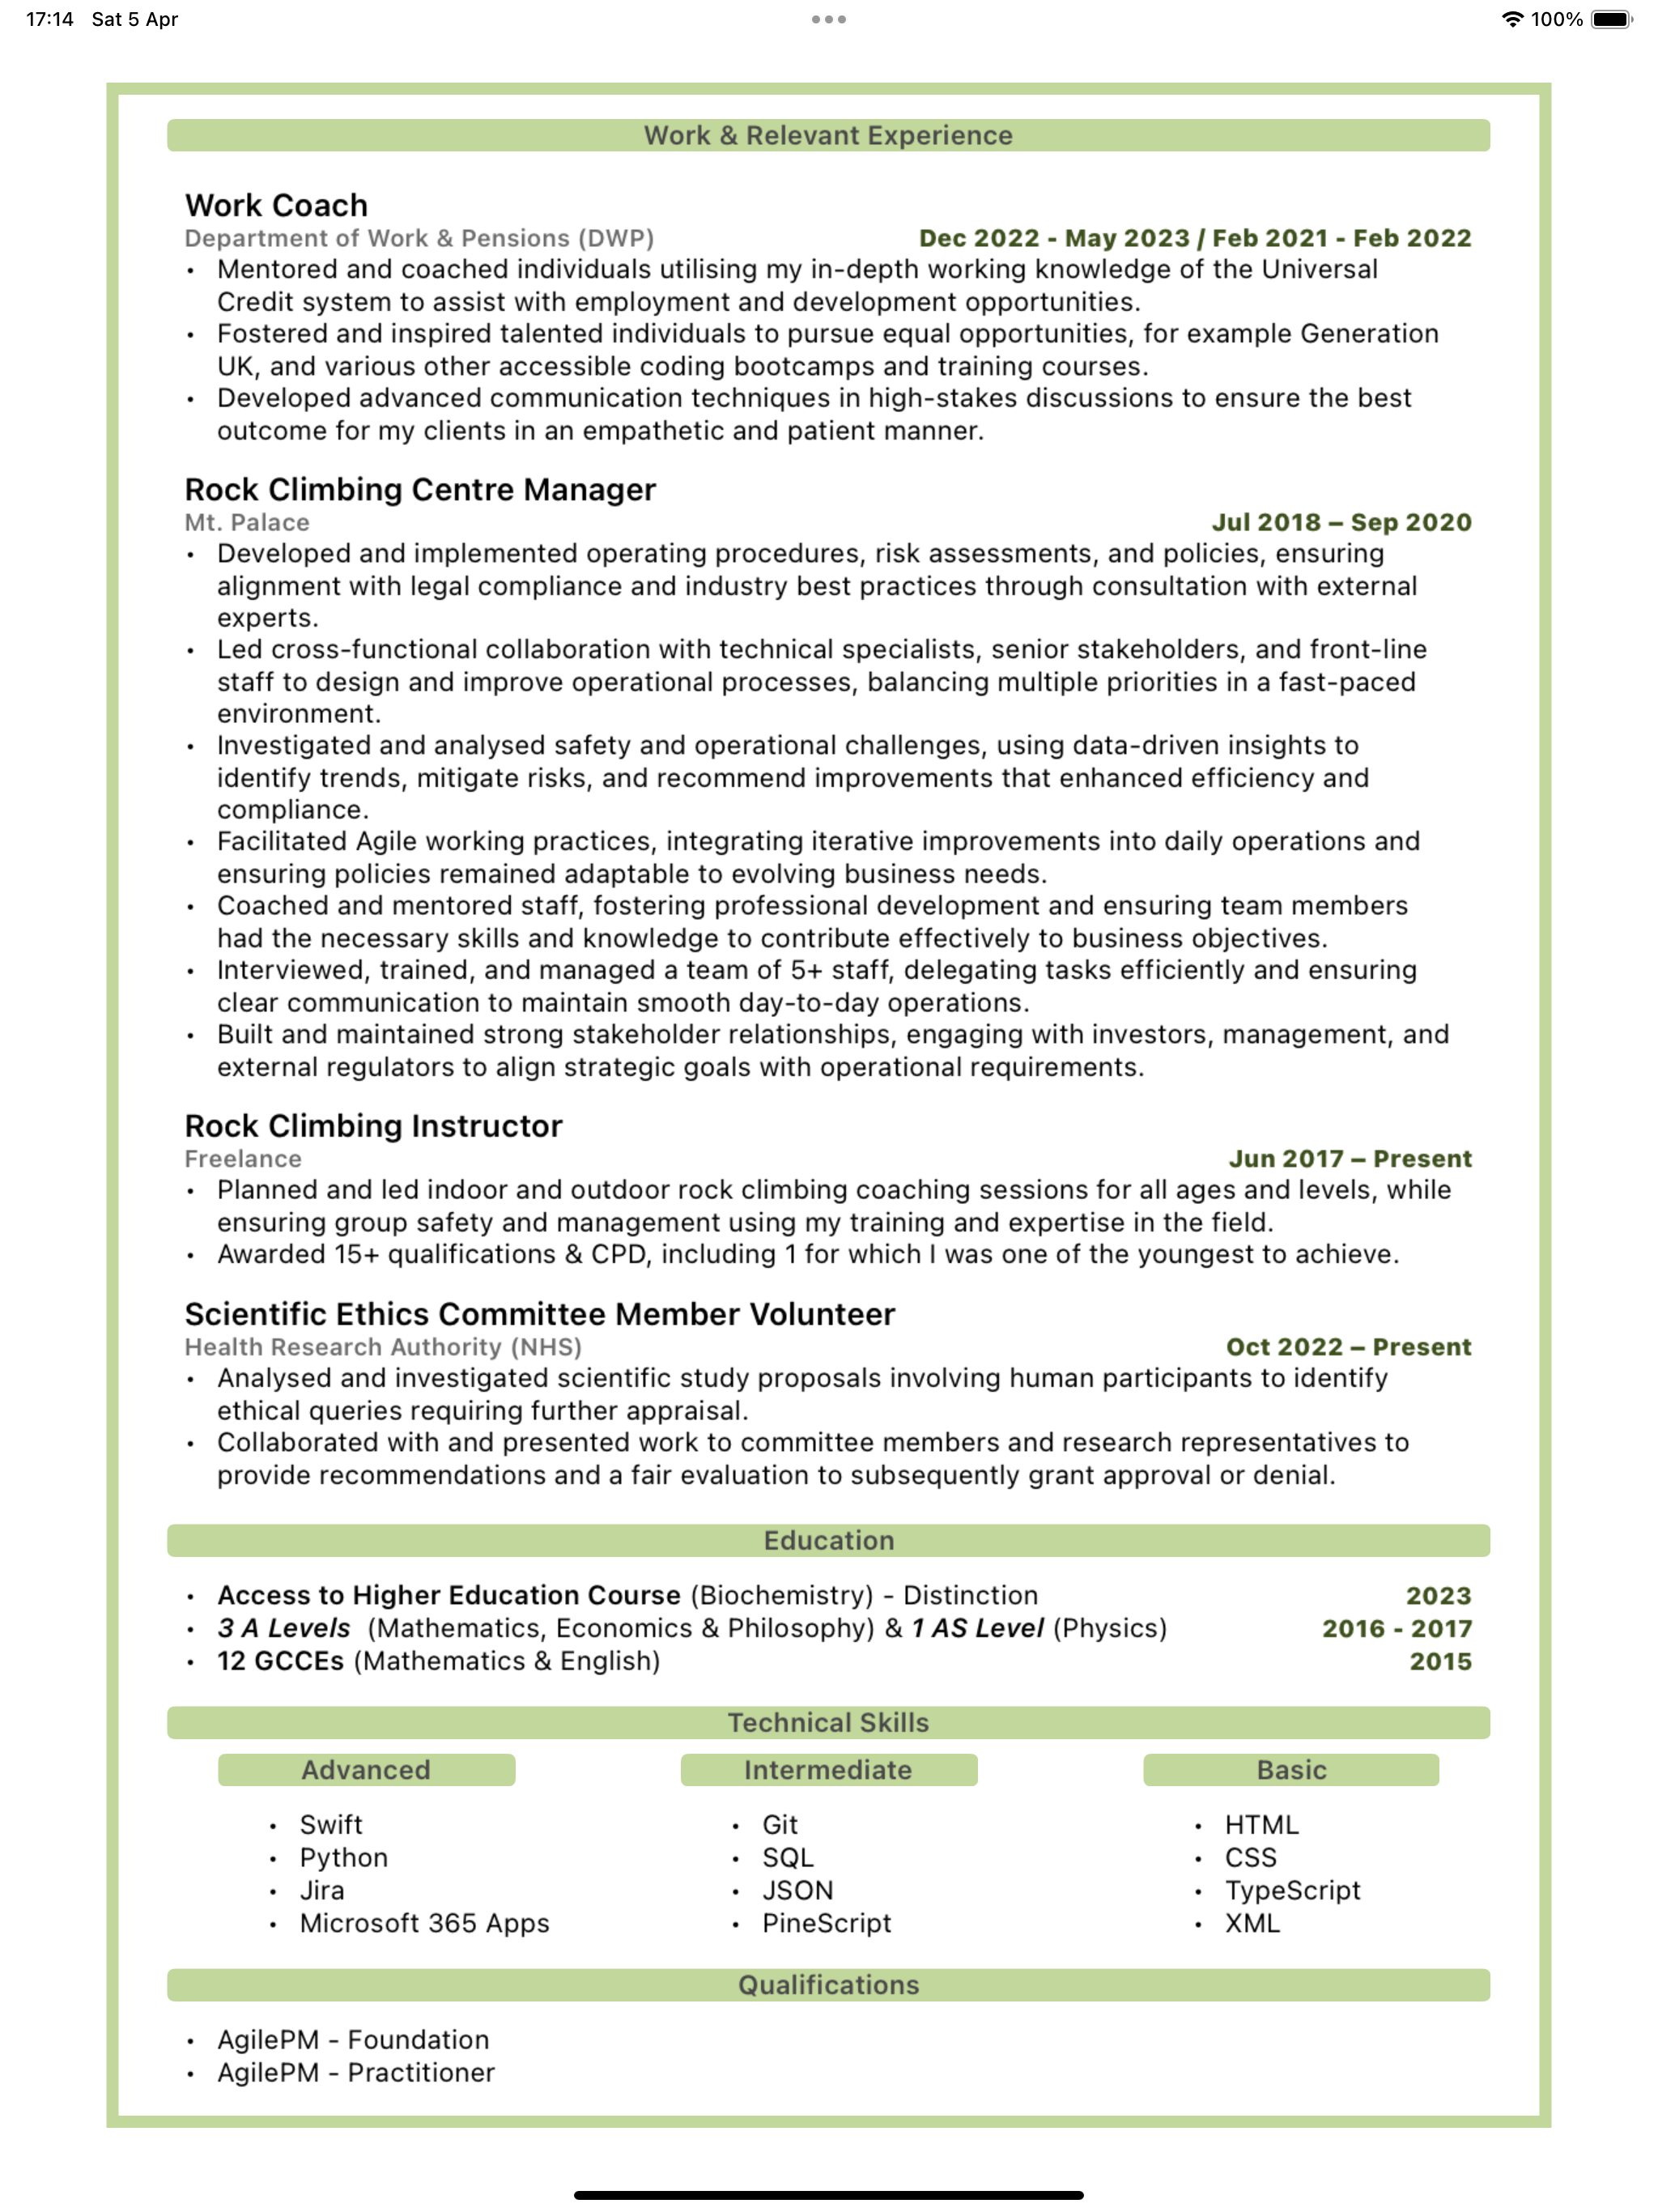 17:14 Sat 5 Apr
100%
Work & Relevant Experience
Work Coach
Department of Work & Pensions (DWP) Dec 2022 - May 2023 / Feb 2021 - Feb 2022
• Mentored and coached individuals utilising my in-depth working knowledge of the Universal
Credit system to assist with employment and development opportunities.
• Fostered and inspired talented individuals to pursue equal opportunities, for example Generation
UK, and various other accessible coding bootcamps and training courses.
• Developed advanced communication techniques in high-stakes discussions to ensure the best
outcome for my clients in an empathetic and patient manner.
Rock Climbing Centre Manager
Mt. Palace Jul 2018 – Sep 2020
• Developed and implemented operating procedures, risk assessments, and policies, ensuring
alignment with legal compliance and industry best practices through consultation with external
experts.
• Led cross-functional collaboration with technical specialists, senior stakeholders, and front-line
staff to design and improve operational processes, balancing multiple priorities in a fast-paced
environment.
• Investigated and analysed safety and operational challenges, using data-driven insights to
identify trends, mitigate risks, and recommend improvements that enhanced efficiency and
compliance.
• Facilitated Agile working practices, integrating iterative improvements into daily operations and
ensuring policies remained adaptable to evolving business needs.
• Coached and mentored staff, fostering professional development and ensuring team members
had the necessary skills and knowledge to contribute effectively to business objectives.
• Interviewed, trained, and managed a team of 5+ staff, delegating tasks efficiently and ensuring
clear communication to maintain smooth day-to-day operations.
• Built and maintained strong stakeholder relationships, engaging with investors, management, and
external regulators to align strategic goals with operational requirements.
Rock Climbing Instructor
Freelance Jun 2017 – Present
• Planned and led indoor and outdoor rock climbing coaching sessions for all ages and levels, while
ensuring group safety and management using my training and expertise in the field.
• Awarded 15+ qualifications & CPD, including 1 for which I was one of the youngest to achieve.
Scientific Ethics Committee Member Volunteer
Health Research Authority (NHS) Oct 2022 – Present
• Analysed and investigated scientific study proposals involving human participants to identify
ethical queries requiring further appraisal.
• Collaborated with and presented work to committee members and research representatives to
provide recommendations and a fair evaluation to subsequently grant approval or denial.
Education
• Access to Higher Education Course (Biochemistry) - Distinction 2023
• 3 A Levels (Mathematics, Economics & Philosophy) & 1 AS Level (Physics) 2016 - 2017
• 12 GCCEs (Mathematics & English) 2015
Technical Skills
Advanced
• Swift
• Python
• Jira
• Microsoft 365 Apps
Intermediate
• Git
• SQL
• JSON
• PineScript
Basic
• HTML
• CSS
• TypeScript
• XML
Qualifications
• AgilePM - Foundation
• AgilePM - Practitioner